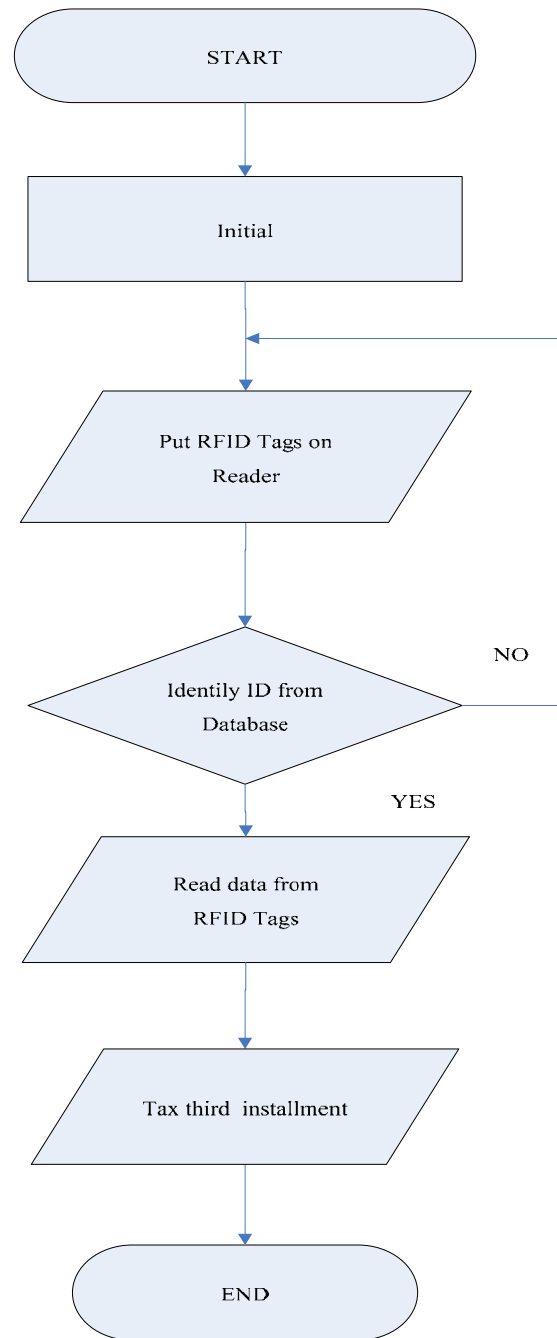 START
Initial
Put RFID Tags on
Reader
NO
Identily ID from
Database
YES
Read data from
RFID Tags
Tax third installment
END